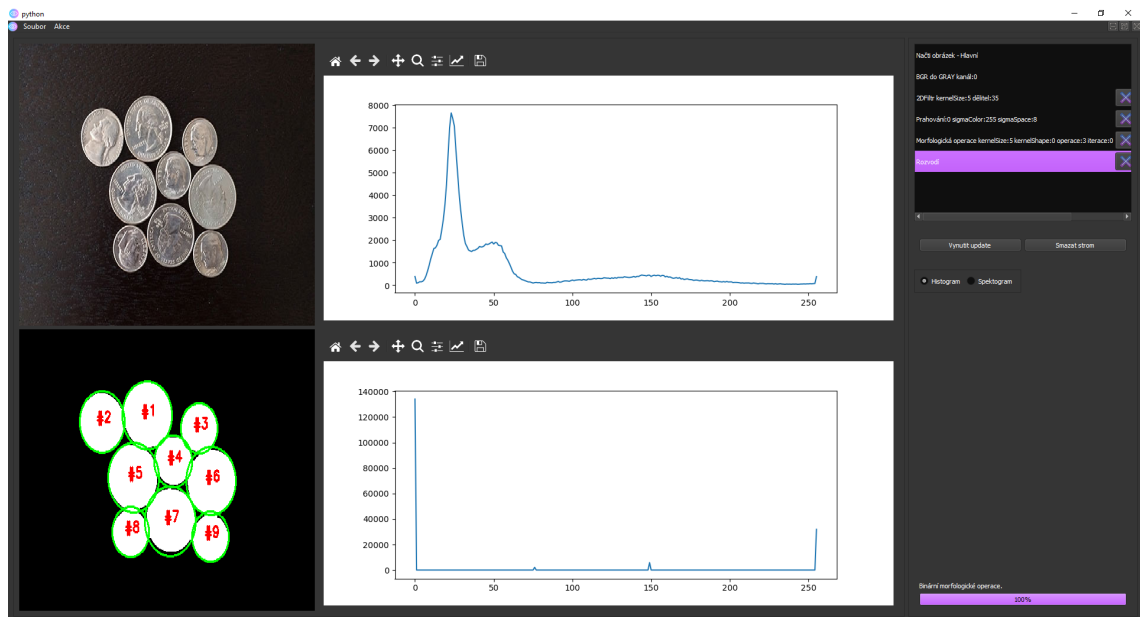 python
Soubor Akce
Načti obrázek - Hlavní
BGR do GRAY kanál:0
2DFiltr kernelSize:5 dělitel:35
Prahování:0 sigmaColor:255 sigmaSpace:8
Morfologická operace kernelSize:5 kernelShape:0 operace:3 iterace:0
Rozvodí
Vynutit update Smazat strom
Histogram Spektogram
8000
7000
6000
5000
4000
3000
2000
1000
0
0 50 100 150 200 250
140000
120000
100000
80000
60000
40000
20000
0
0 50 100 150 200 250
#1
#2
#3
#4
#5
#6
#7
#8
#9
Binární morfologické operace.
100%